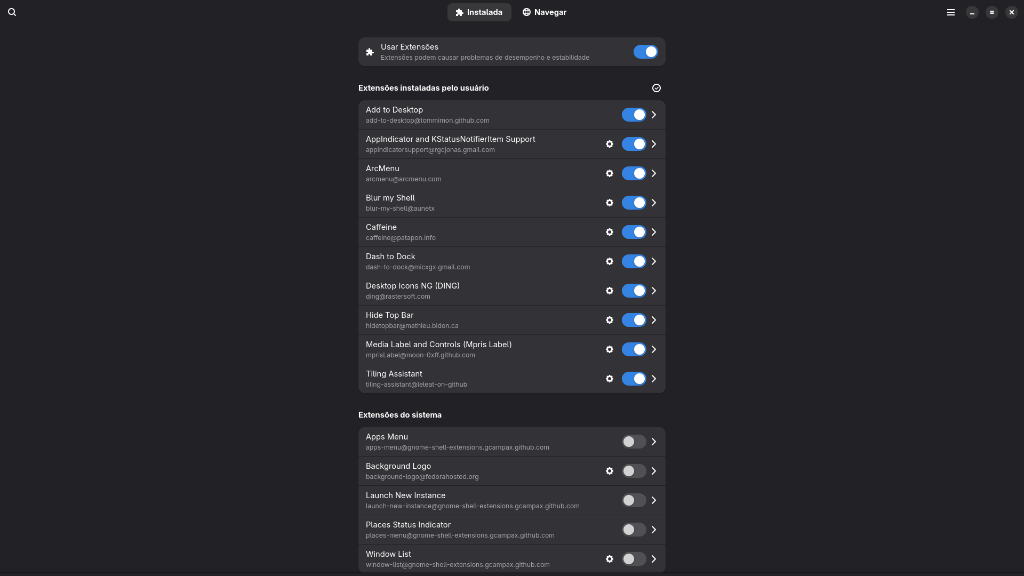 Instalada
Navegar
Usar Extensões
Extensões podem causar problemas de desempenho e estabilidade
Extensões instaladas pelo usuário
Add to Desktop
add-to-desktop@tommimon.github.com
AppIndicator and KStatusNotifierItem Support
appindicatorsupport@rgcjonas.gmail.com
ArcMenu
arcmenu@arcmenu.com
Blur my Shell
blur-my-shell@aunetx
Caffeine
caffeine@patapon.info
Dash to Dock
dash-to-dock@micxgx.gmail.com
Desktop Icons NG (DING)
ding@rastersoft.com
Hide Top Bar
hidetopbar@mathieu.bidon.ca
Media Label and Controls (Mpris Label)
mprisLabel@moon-0xff.github.com
Tiling Assistant
tiling-assistant@leleat-on-github
Extensões do sistema
Apps Menu
apps-menu@gnome-shell-extensions.gcampax.github.com
Background Logo
background-logo@fedorahosted.org
Launch New Instance
launch-new-instance@gnome-shell-extensions.gcampax.github.com
Places Status Indicator
places-menu@gnome-shell-extensions.gcampax.github.com
Window List
window-list@gnome-shell-extensions.gcampax.github.com